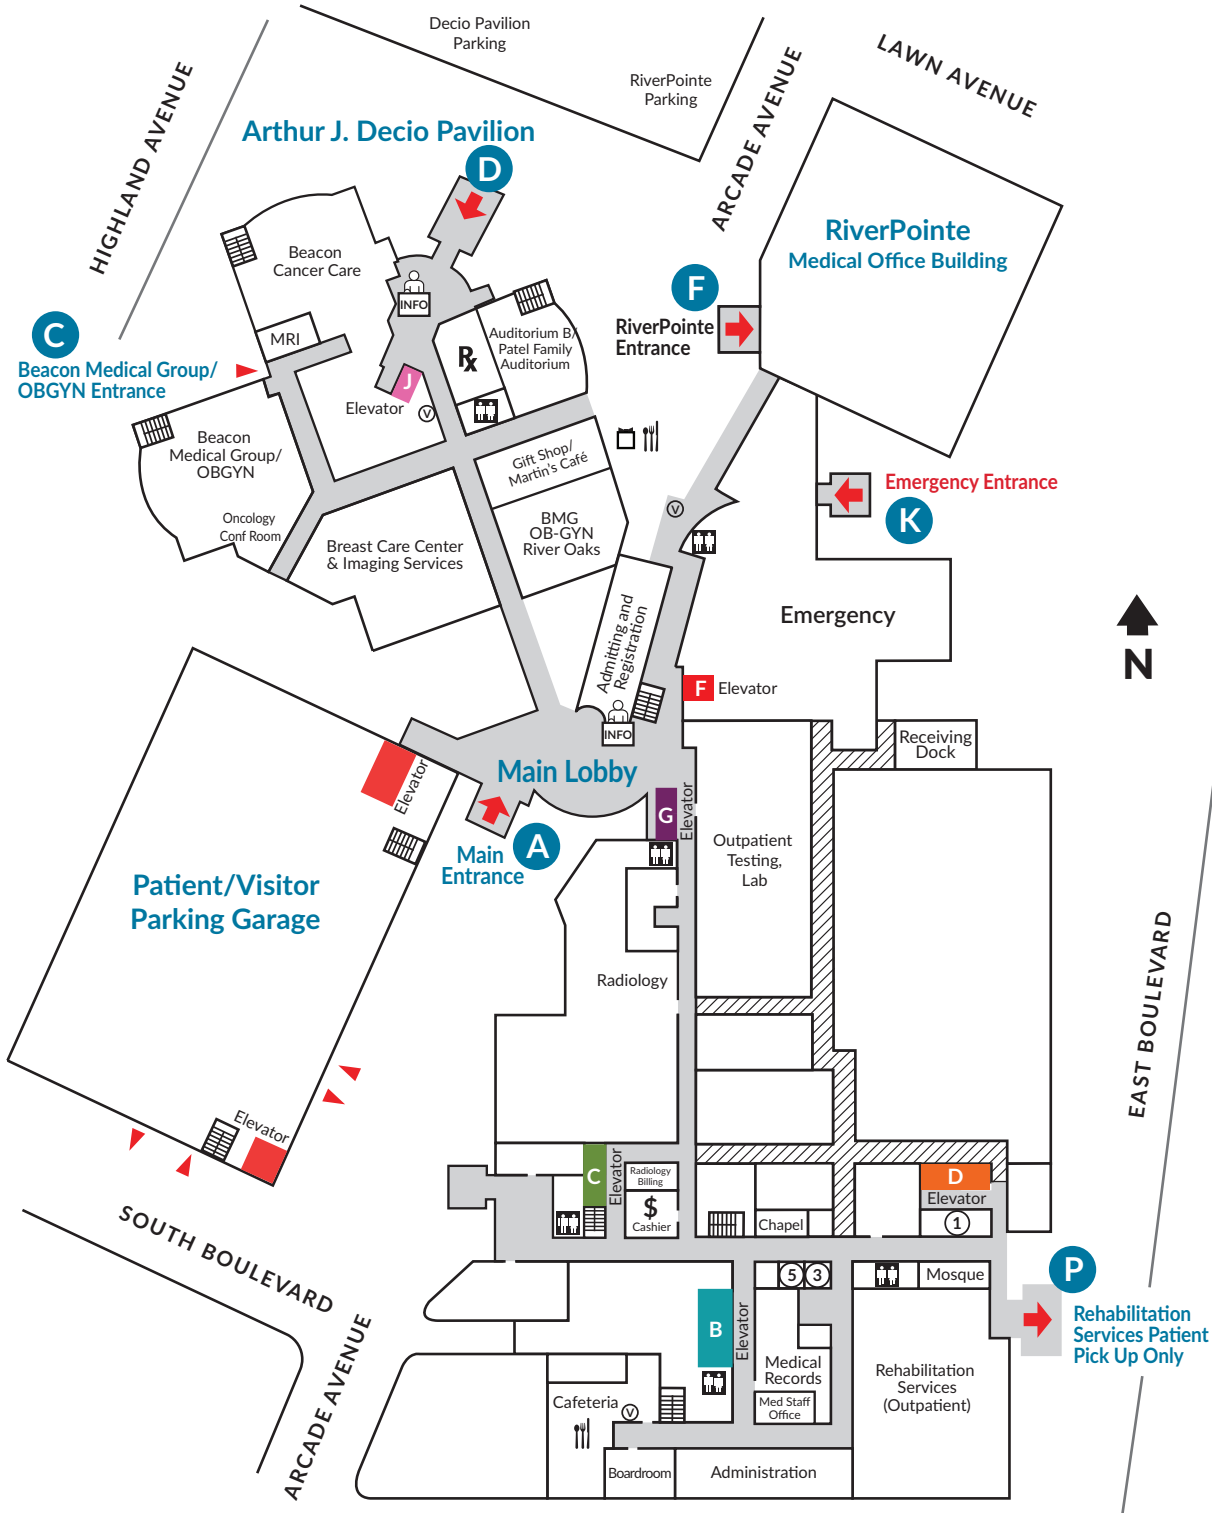 Decio Pavilion
Parking
RiverPointe
Parking
HIGHLAND AVENUE
ARCADE AVENUE
LAWN AVENUE
Arthur J. Decio Pavilion
D
RiverPointe
Medical Office Building
Beacon
Cancer Care
INFO
F
RiverPointe
Entrance
C
Beacon Medical Group/
OBGYN Entrance
MRI
Rx
Auditorium B/
Patel Family
Auditorium
J
Elevator
V
Beacon
Medical Group/
OBGYN
Gift Shop/
Martin's Café
Emergency Entrance
K
Oncology
Conf Room
Breast Care Center
& Imaging Services
BMG
OB-GYN
River Oaks
V
Admitting and
Registration
Emergency
N
F
Elevator
INFO
Main Lobby
Receiving
Dock
Elevator
G
Elevator
A
Main
Entrance
Outpatient
Testing,
Lab
Patient/Visitor
Parking Garage
Radiology
EAST BOULEVARD
Elevator
C
Elevator
Radiology
Billing
$
Cashier
Chapel
D
Elevator
1
SOUTH BOULEVARD
ARCADE AVENUE
5
3
Mosque
P
Rehabilitation
Services Patient
Pick Up Only
B
Elevator
Medical
Records
Med Staff
Office
Rehabilitation
Services
(Outpatient)
Cafeteria
V
Boardroom
Administration